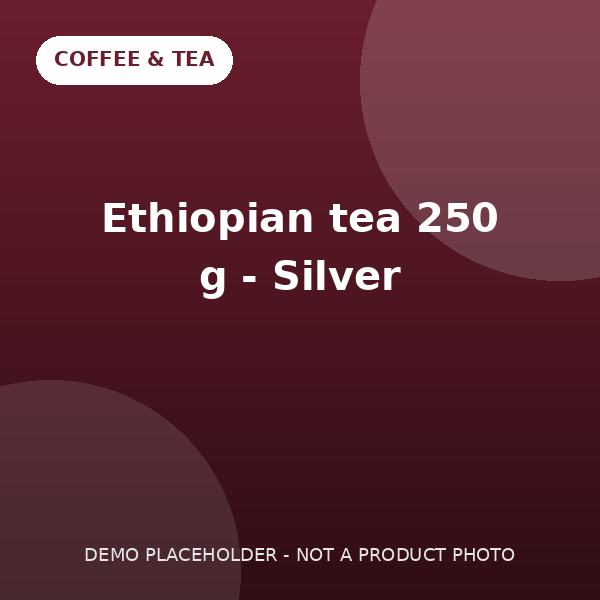 COFFEE & TEA
Ethiopian tea 250
g - Silver
DEMO PLACEHOLDER - NOT A PRODUCT PHOTO